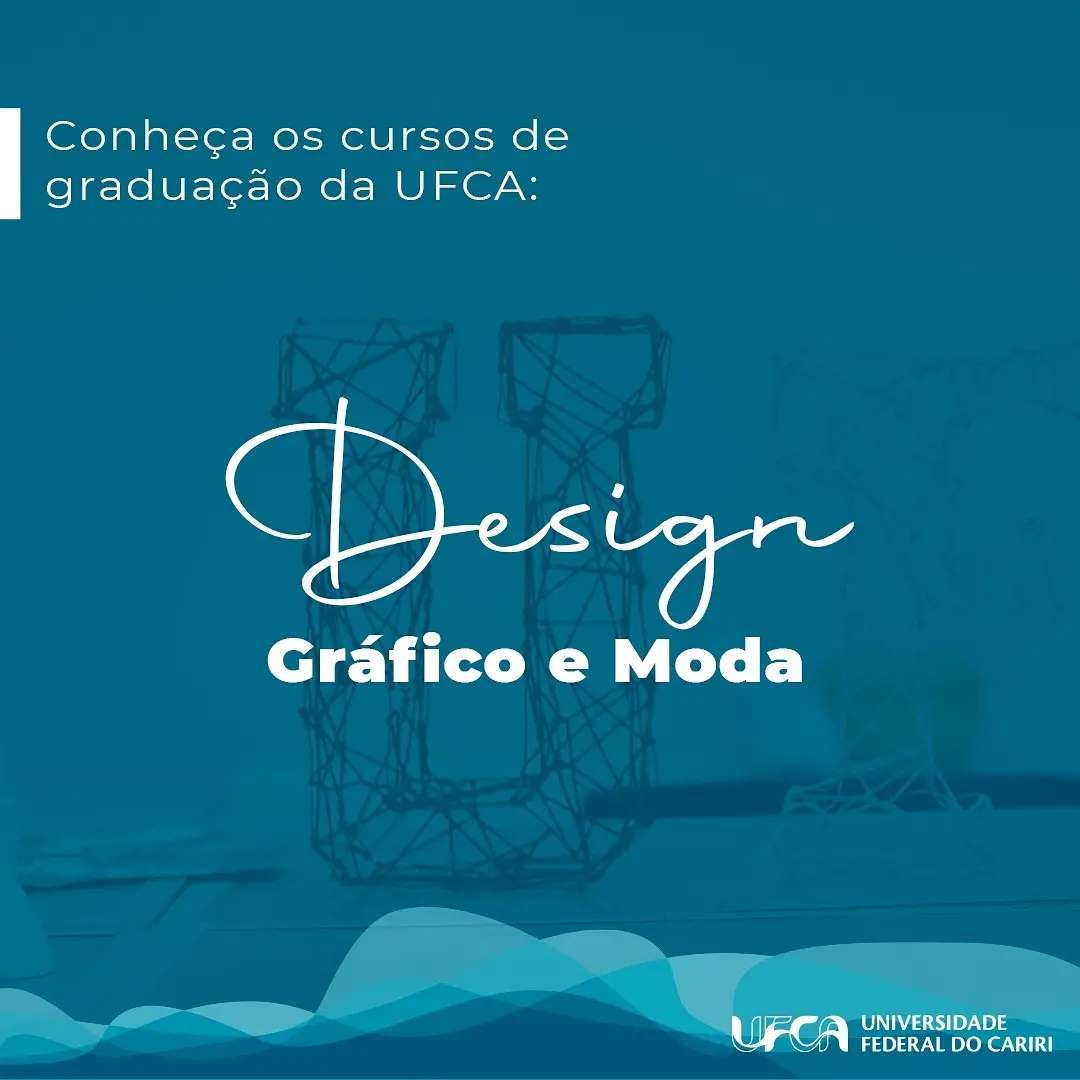 Conheça os cursos de
graduação da UFCA:
Design
Gráfico e Moda
UFCA UNIVERSIDADE
FEDERAL DO CARIRI